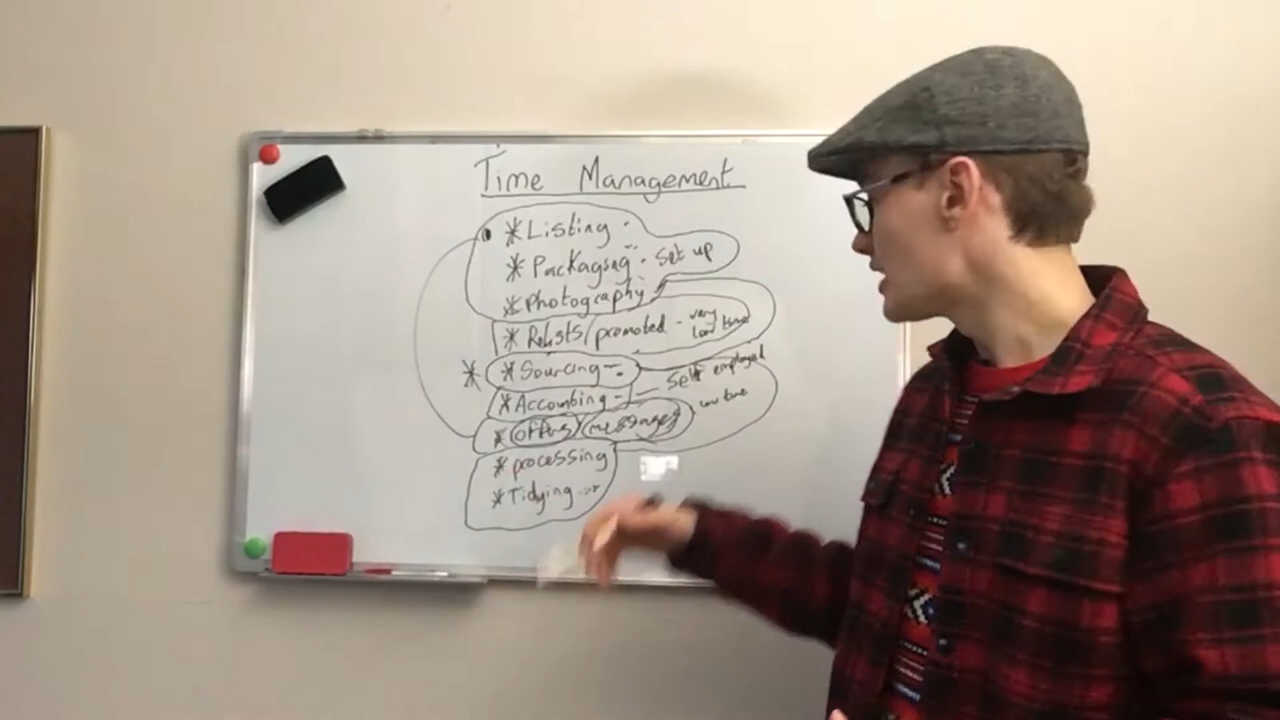 Time Management
* Listing -
* Packaging - Set up
* Photography
* Relists/promoted - very low time
* * Sourcing -
* Accounting - Self employed
* offers/messages low time
* processing
* Tidying